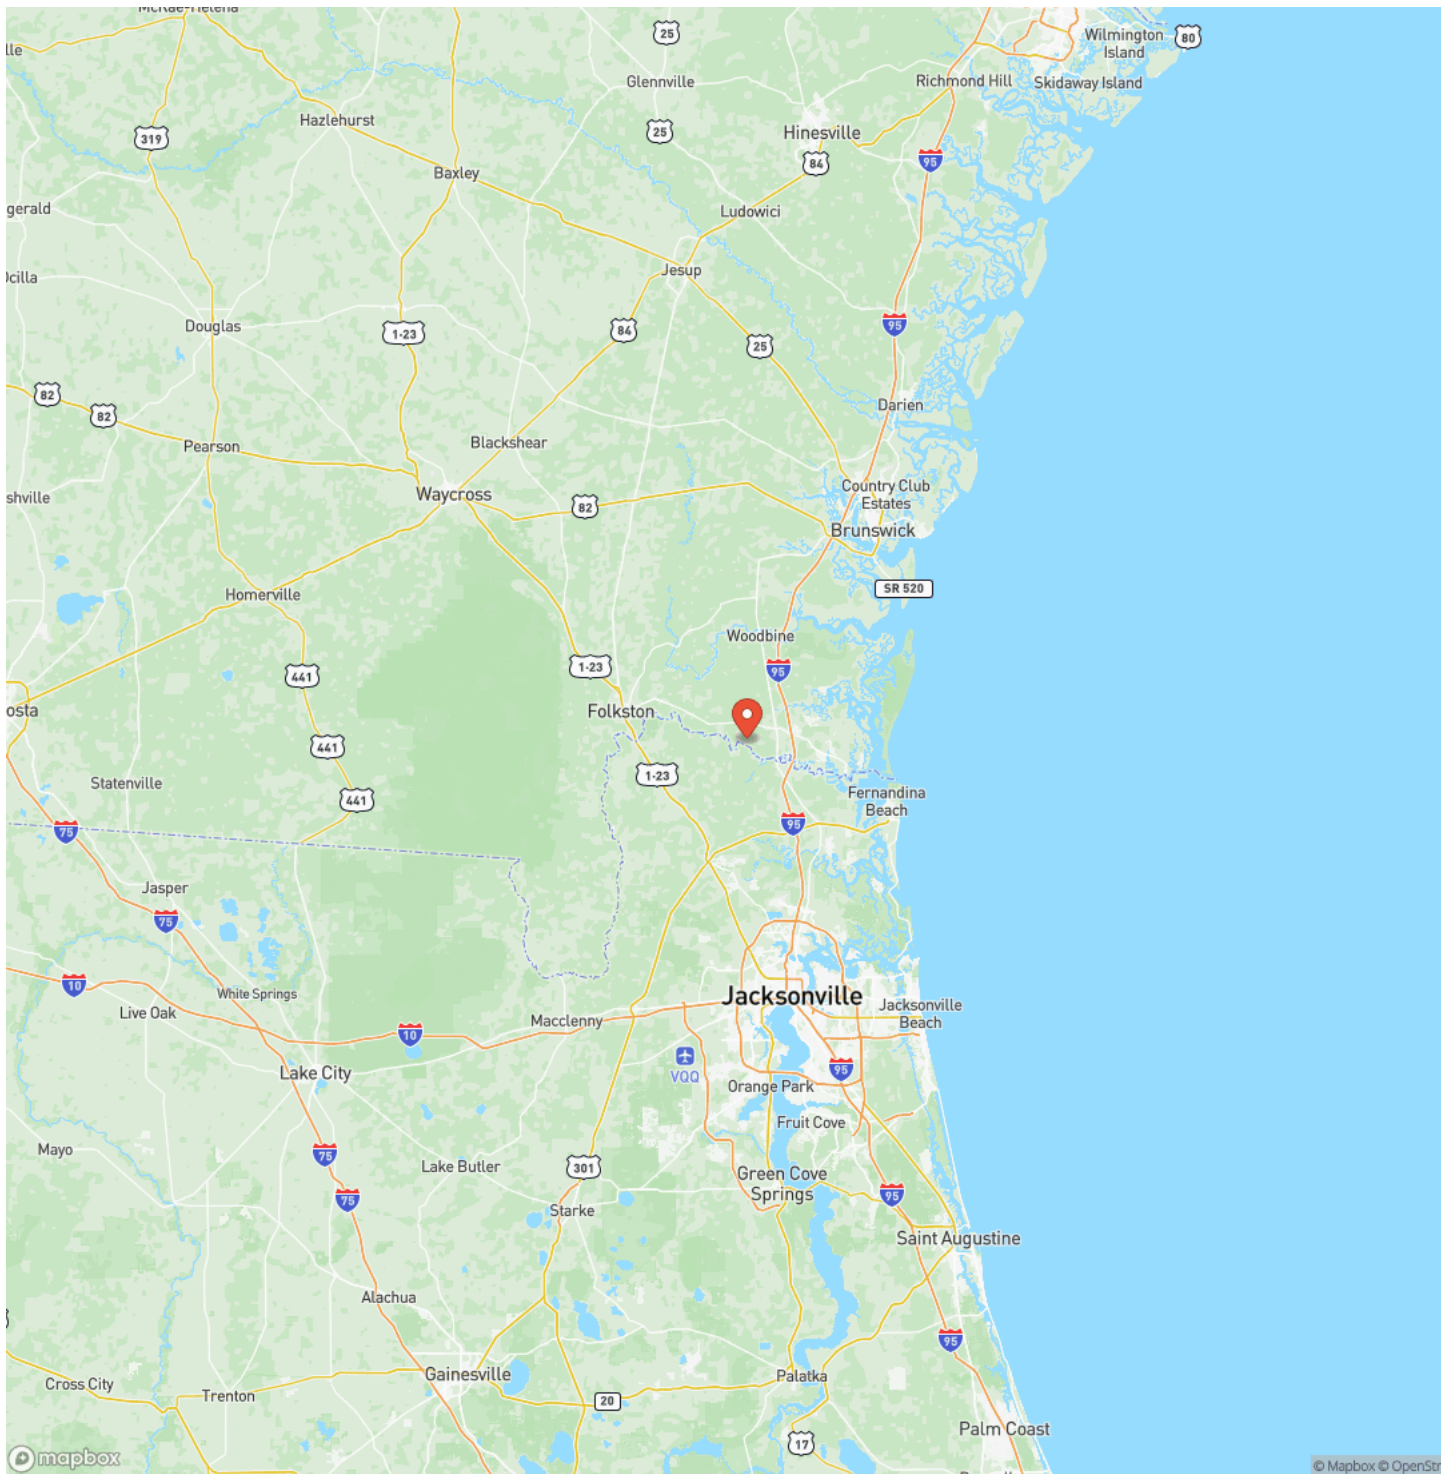 McRae-Helena
25
Wilmington
Island
80
lle
Glennville
Richmond Hill
Skidaway Island
Hazlehurst
319
25
Hinesville
84
95
Baxley
gerald
Ludowici
Jesup
Ocilla
Douglas
1-23
84
95
25
82
82
Darien
Pearson
Blackshear
Country Club
Estates
Waycross
shville
82
Brunswick
SR 520
Homerville
Woodbine
441
1-23
95
osta
Folkston
441
1-23
Statenville
441
Fernandina
Beach
75
95
Jasper
75
10
White Springs
Jacksonville
Jacksonville
Beach
Live Oak
Macclenny
10
VQQ
95
Lake City
Orange Park
Fruit Cove
Mayo
75
Lake Butler
301
Green Cove
Springs
75
95
Starke
Saint Augustine
Alachua
95
Gainesville
Palatka
Cross City
Trenton
20
Palm Coast
17
mapbox
© Mapbox © OpenStr